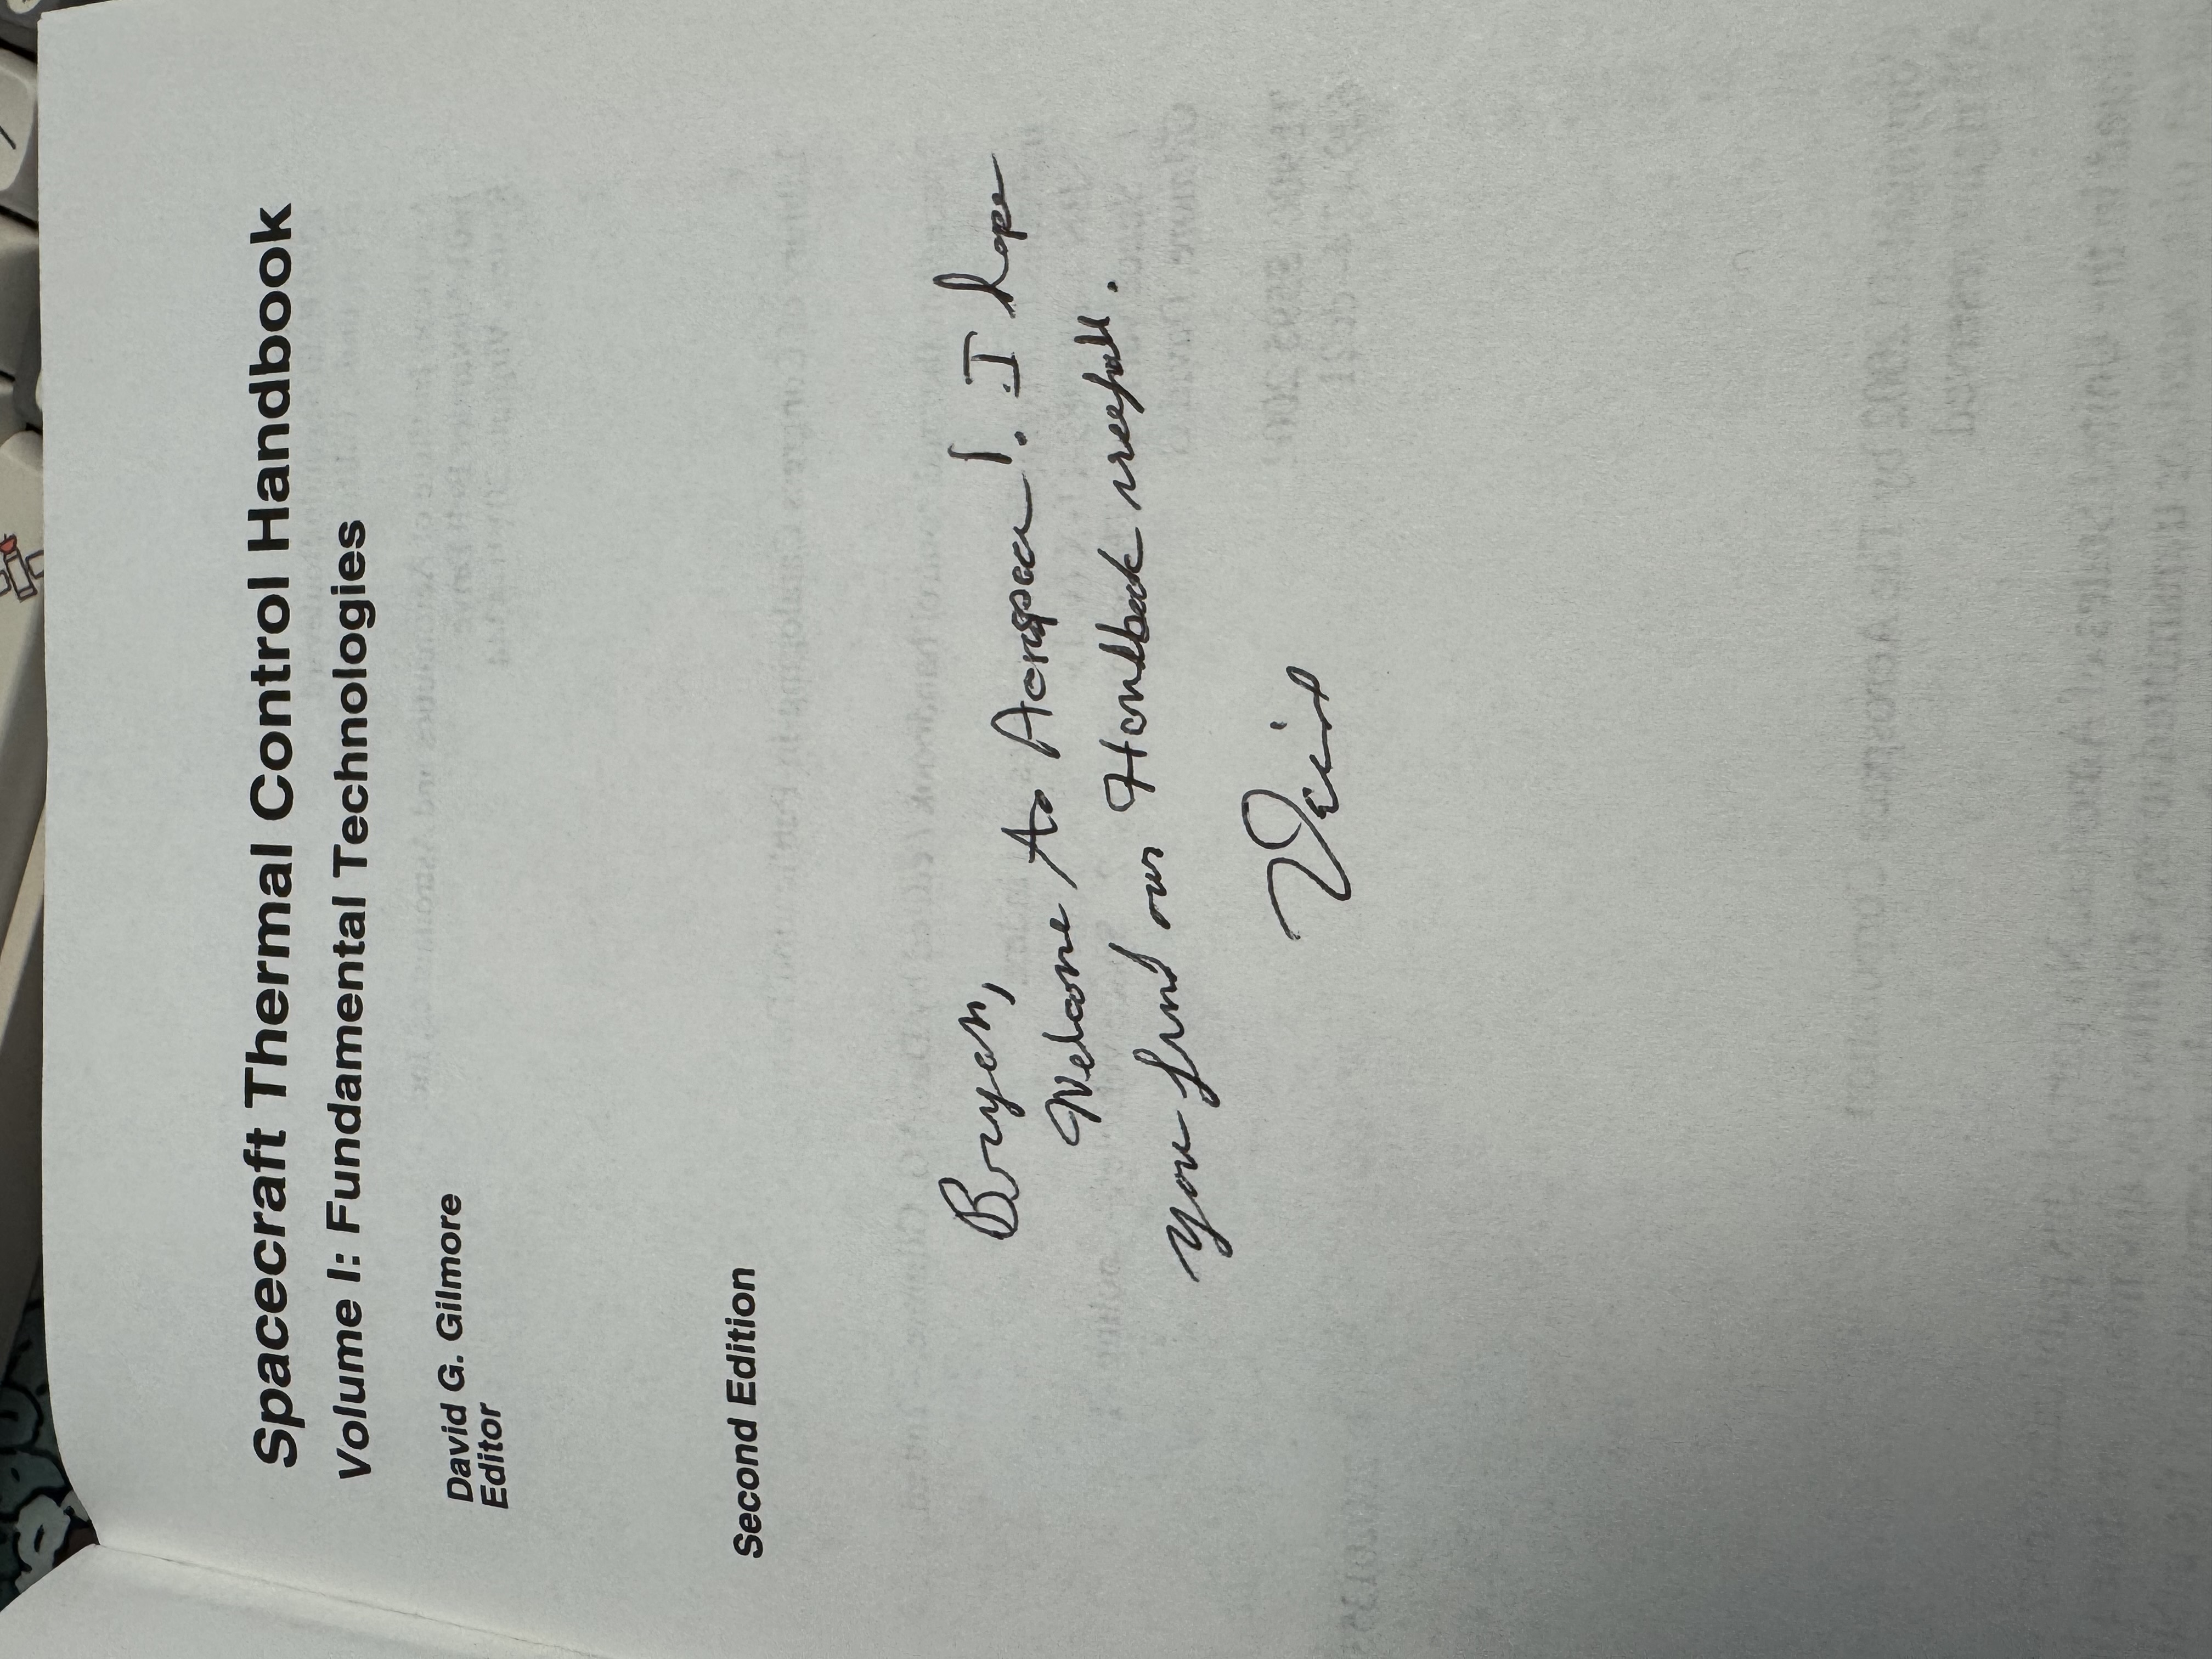 Spacecraft Thermal Control Handbook
Volume I: Fundamental Technologies
David G. Gilmore
Editor
Second Edition
Bryan,
Welcome to Aerospace! I hope
you find our Handbook useful.
David